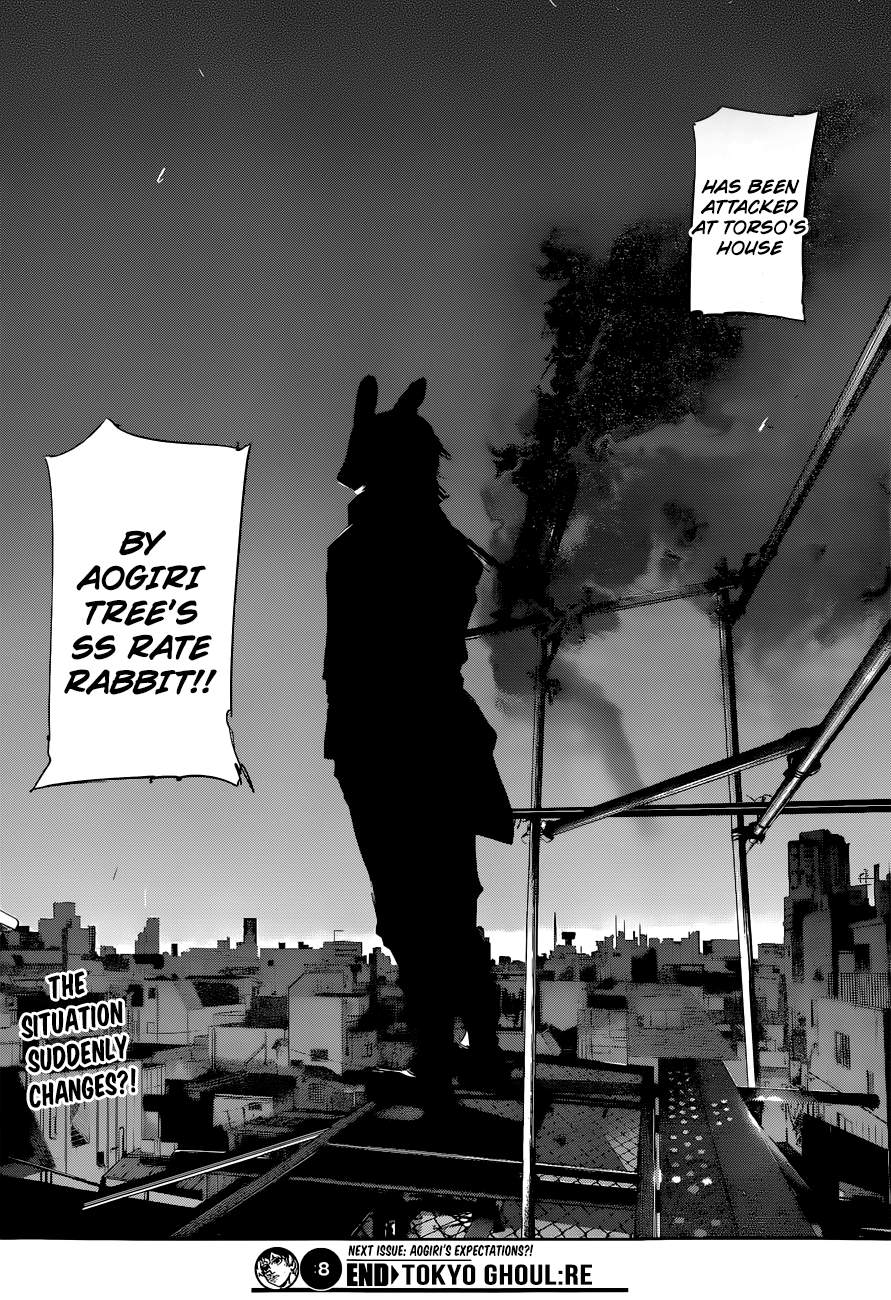 HAS BEEN
ATTACKED
AT TORSO'S
HOUSE
BY
AOGIRI
TREE'S
SS RATE
RABBIT!!
THE
SITUATION
SUDDENLY
CHANGES?!
NEXT ISSUE: AOGIRI'S EXPECTATIONS?!
:8
END TOKYO GHOUL:RE